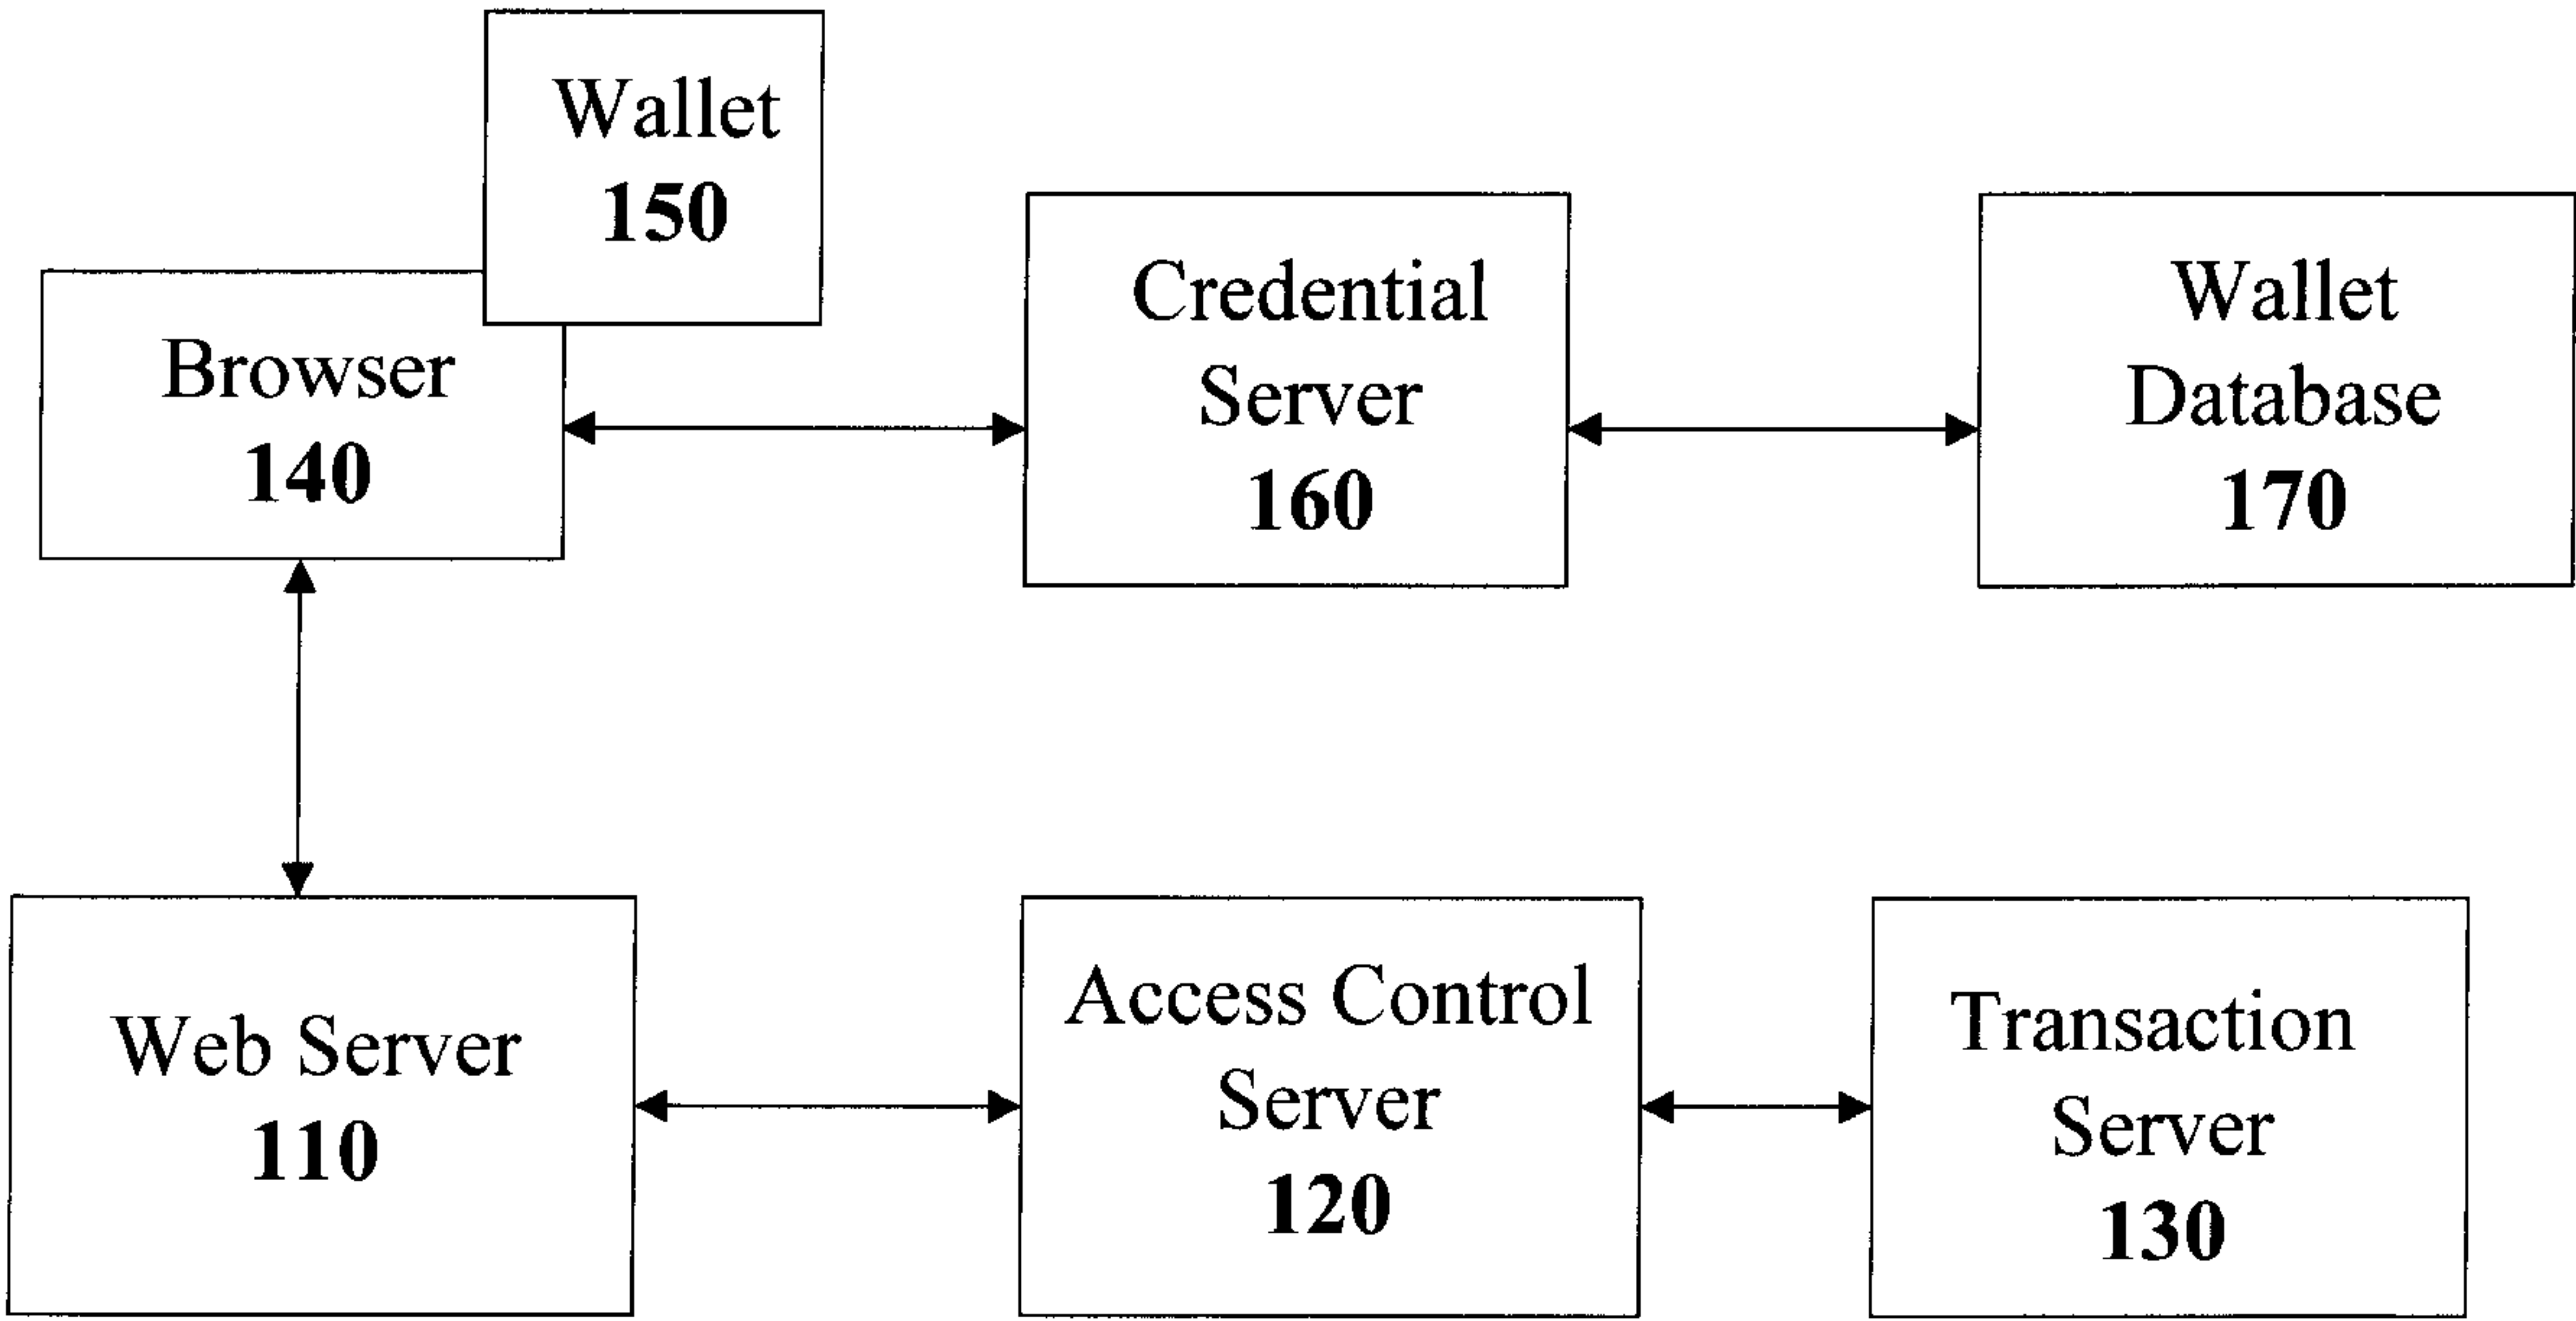 Wallet
150
Browser
140
Credential
Server
160
Wallet
Database
170
Web Server
110
Access Control
Server
120
Transaction
Server
130